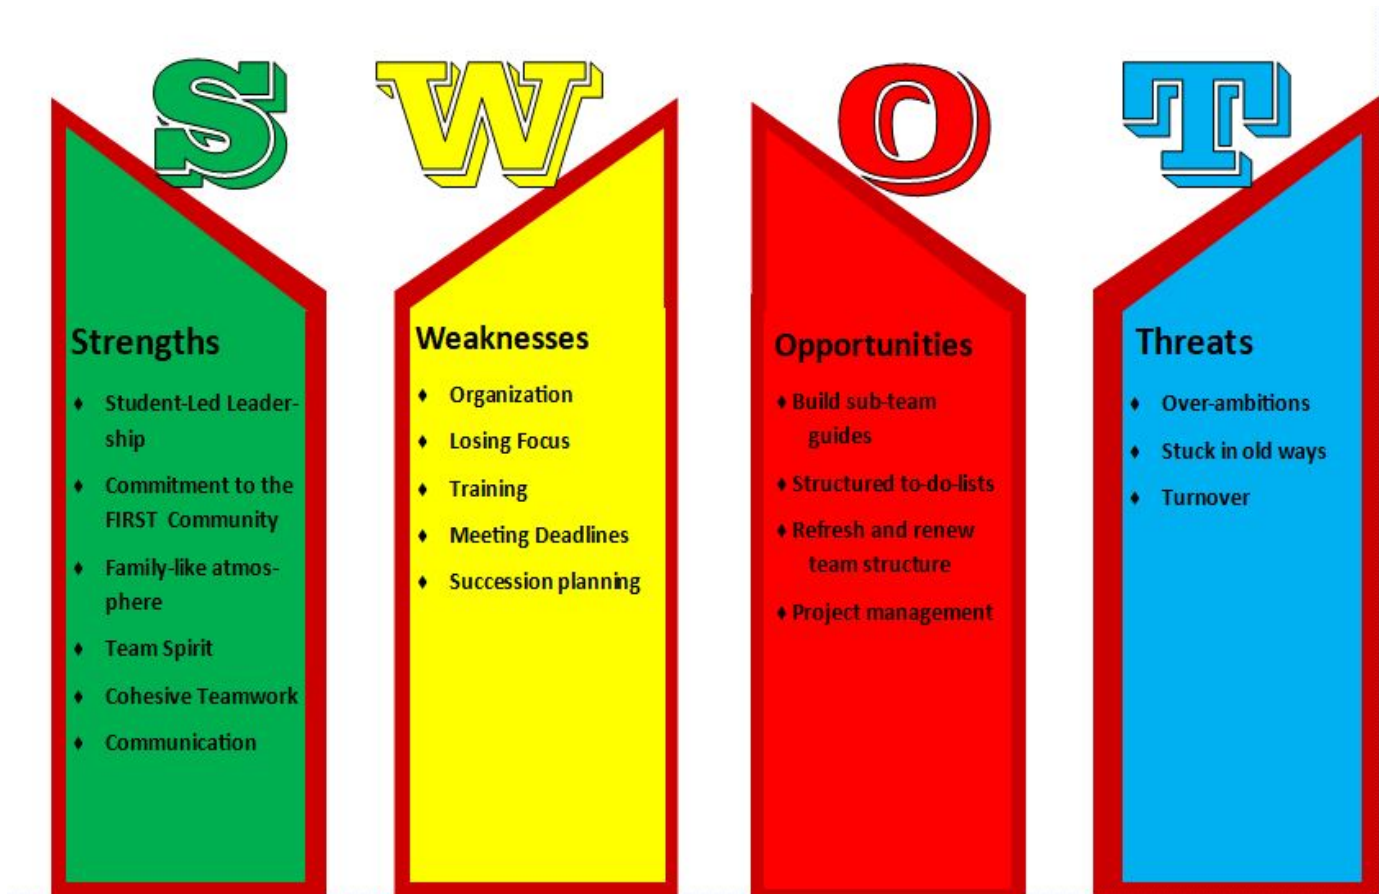 S W O T
Strengths
♦ Student-Led Leader-
ship
♦ Commitment to the
FIRST Community
♦ Family-like atmos-
phere
♦ Team Spirit
♦ Cohesive Teamwork
♦ Communication
Weaknesses
♦ Organization
♦ Losing Focus
♦ Training
♦ Meeting Deadlines
♦ Succession planning
Opportunities
♦ Build sub-team
guides
♦ Structured to-do-lists
♦ Refresh and renew
team structure
♦ Project management
Threats
♦ Over-ambitions
♦ Stuck in old ways
♦ Turnover